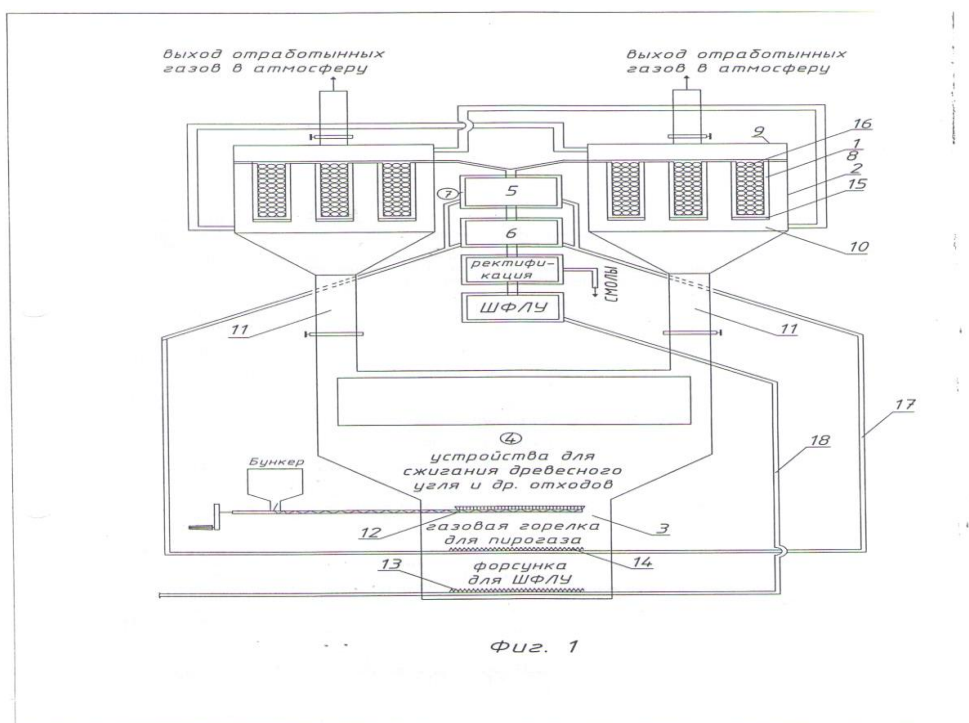 выход отработынных
газов в атмосферу
выход отработынных
газов в атмосферу
9
16
1
8
2
15
10
7
5
6
ректифи-
кация
смолы
ШФЛУ
11
11
17
18
4
устройства для
сжигания древесного
угля и др. отходов
Бункер
12
3
газовая горелка
для пирогаза
14
форсунка
для ШФЛУ
13
Фиг. 1